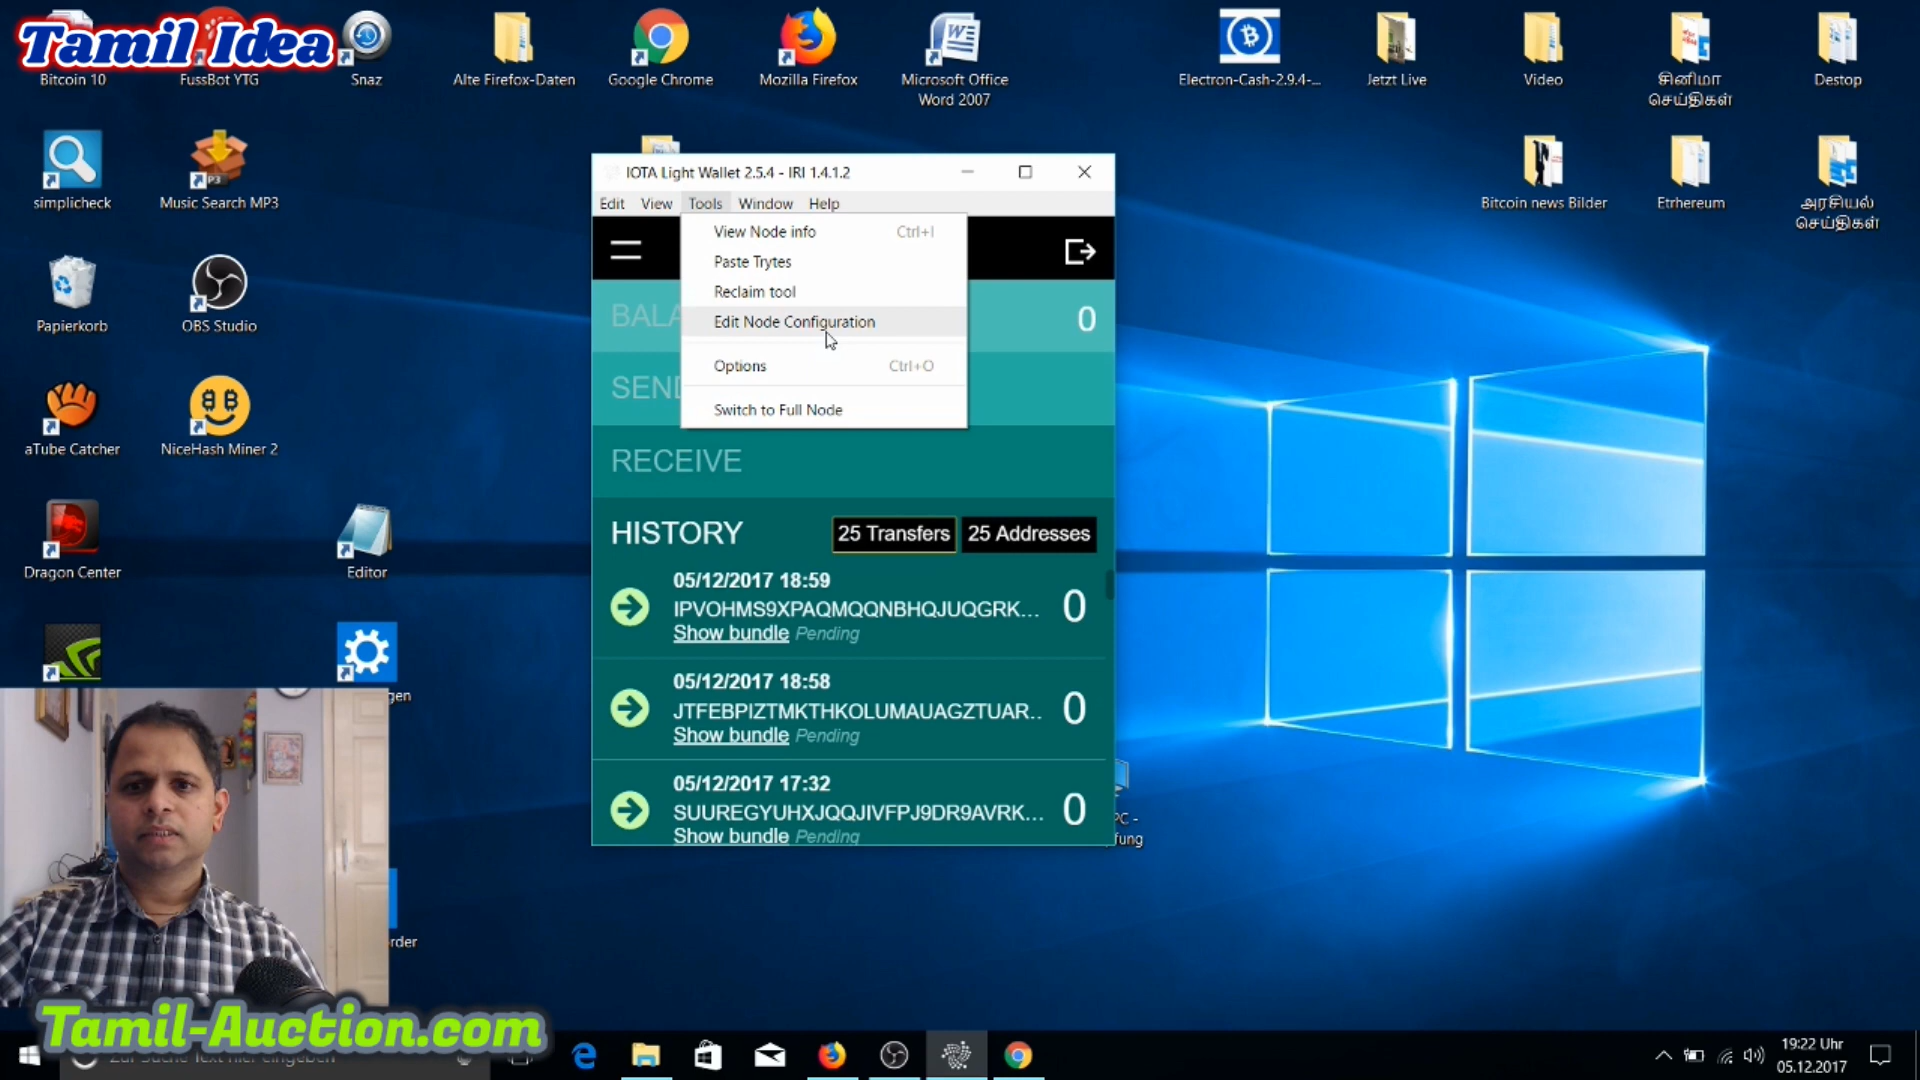 Tamil Idea
Bitcoin 10
FussBot YTG
Snaz
Alte Firefox-Daten
Google Chrome
Mozilla Firefox
Microsoft Office
Word 2007
Electron-Cash-2.9.4-...
Jetzt Live
Video
சினிமா
செய்திகள்
Destop
simplicheck
Music Search MP3
Bitcoin news Bilder
Etrhereum
அரசியல்
செய்திகள்
Papierkorb
OBS Studio
aTube Catcher
NiceHash Miner 2
Dragon Center
Editor
gen
rder
PC -
fung
IOTA Light Wallet 2.5.4 - IRI 1.4.1.2
Edit View Tools Window Help
View Node info Ctrl+I
Paste Trytes
Reclaim tool
Edit Node Configuration
Options Ctrl+O
Switch to Full Node
BALA 0
SEND
RECEIVE
HISTORY 25 Transfers 25 Addresses
05/12/2017 18:59
IPVOHMS9XPAQMQQNBHQJUQGRK... 0
Show bundle Pending
05/12/2017 18:58
JTFEBPIZTMKTHKOLUMAUAGZTUAR.. 0
Show bundle Pending
05/12/2017 17:32
SUUREGYUHXJQQJIVFPJ9DR9AVRK... 0
Show bundle Pending
Tamil-Auction.com
19:22 Uhr
05.12.2017